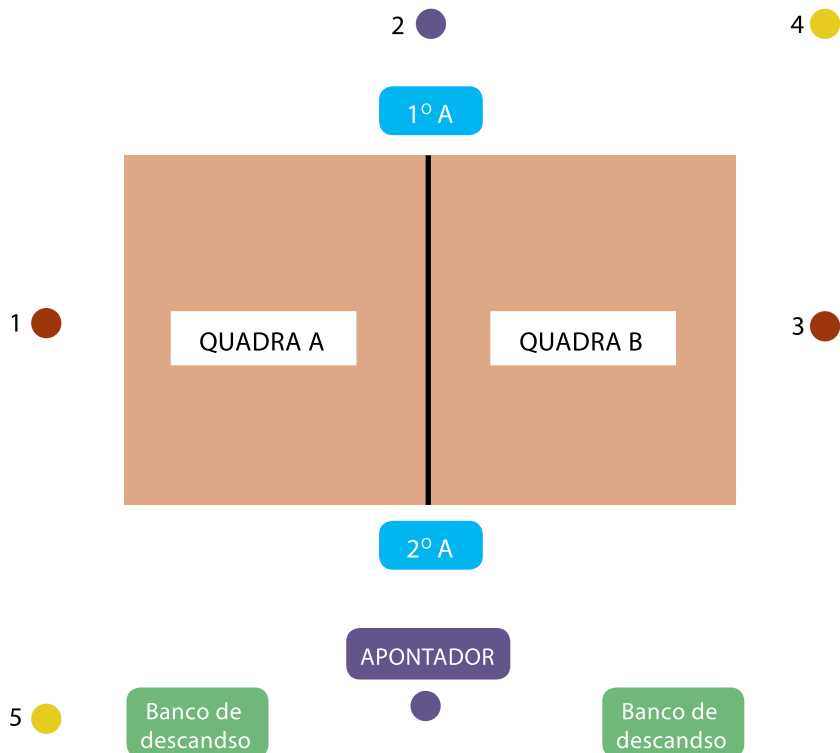 2
4
1º A
1
QUADRA A
QUADRA B
3
2º A
APONTADOR
5
Banco de
descandso
Banco de
descandso